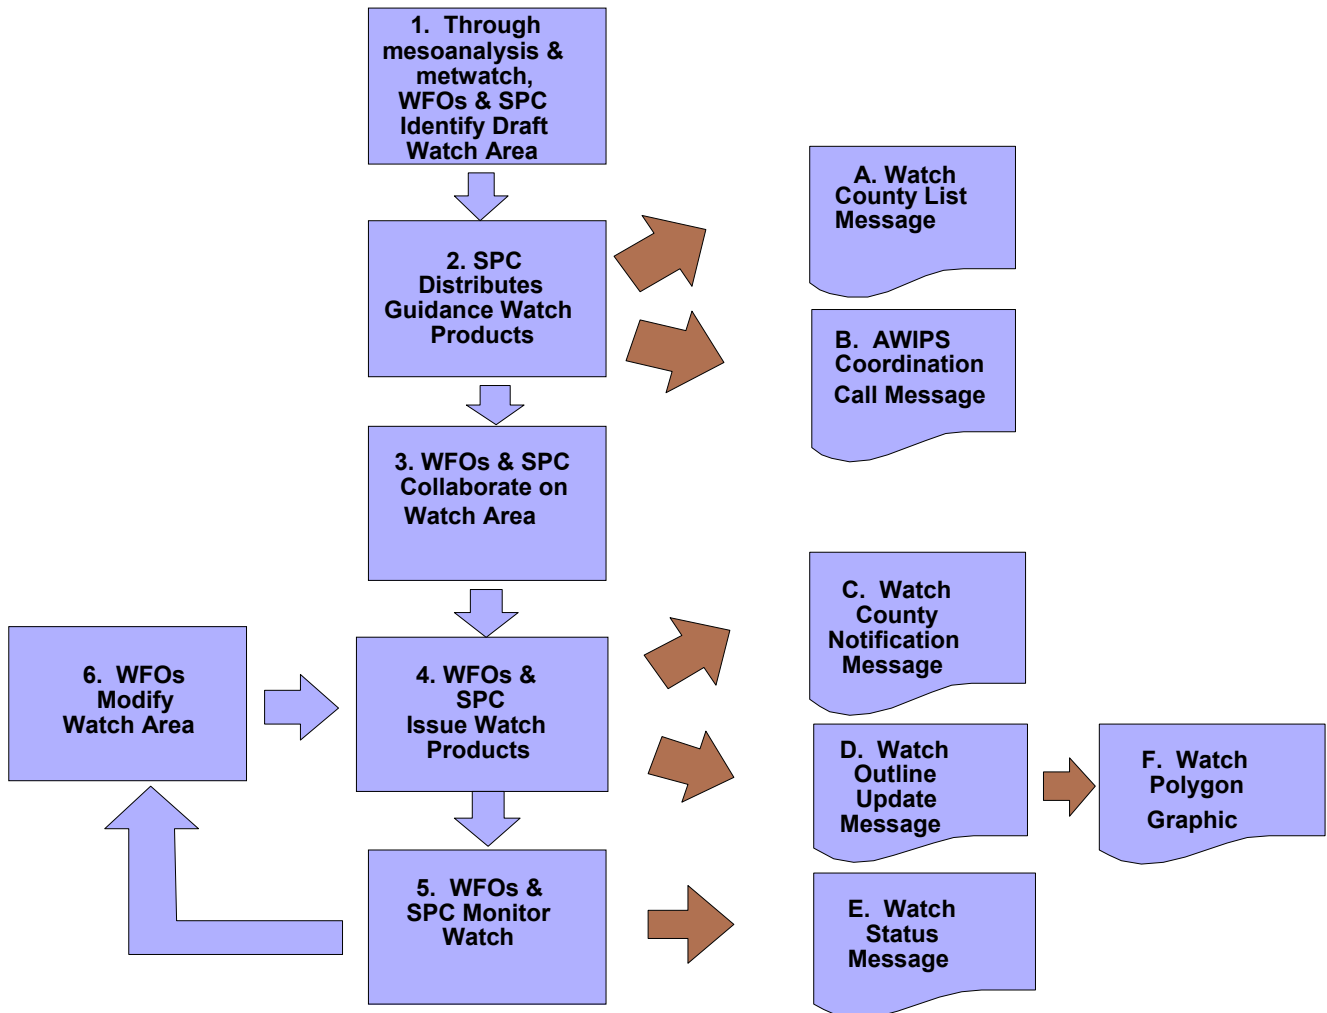 1. Through
mesoanalysis &
metwatch,
WFOs & SPC
Identify Draft
Watch Area
2. SPC
Distributes
Guidance Watch
Products
A. Watch
County List
Message
B. AWIPS
Coordination
Call Message
3. WFOs & SPC
Collaborate on
Watch Area
6. WFOs
Modify
Watch Area
4. WFOs &
SPC
Issue Watch
Products
C. Watch
County
Notification
Message
D. Watch
Outline
Update
Message
F. Watch
Polygon
Graphic
5. WFOs &
SPC Monitor
Watch
E. Watch
Status
Message